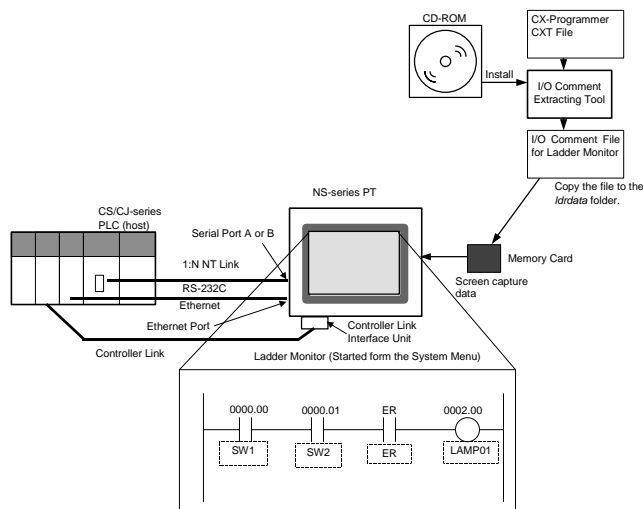 CD-ROM
CX-Programmer
CXT File
Install
I/O Comment
Extracting Tool
I/O Comment File
for Ladder Monitor
Copy the file to the
ldrdata folder.
NS-series PT
CS/CJ-series
PLC (host)
Serial Port A or B
1:N NT Link
RS-232C
Ethernet
Ethernet Port
Controller Link
Controller Link
Interface Unit
Memory Card
Screen capture
data
Ladder Monitor (Started form the System Menu)
0000.00
0000.01
ER
0002.00
SW1
SW2
ER
LAMP01